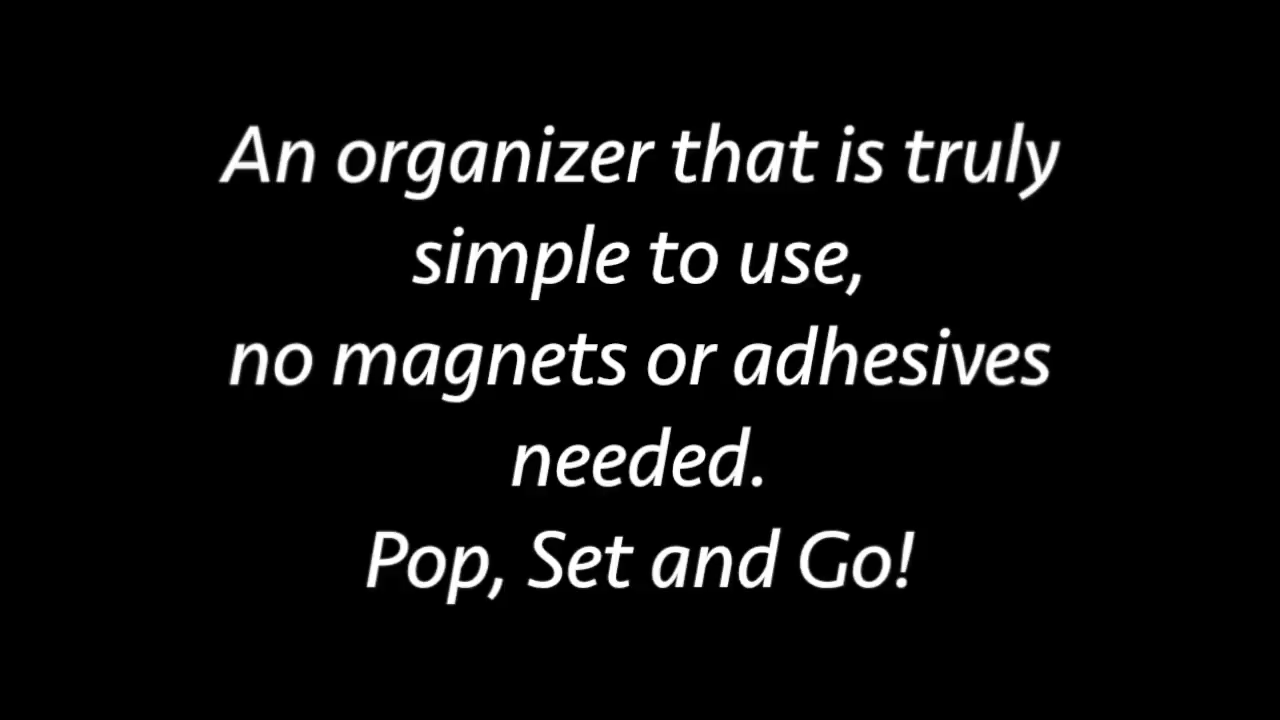 An organizer that is truly
simple to use,
no magnets or adhesives
needed.
Pop, Set and Go!